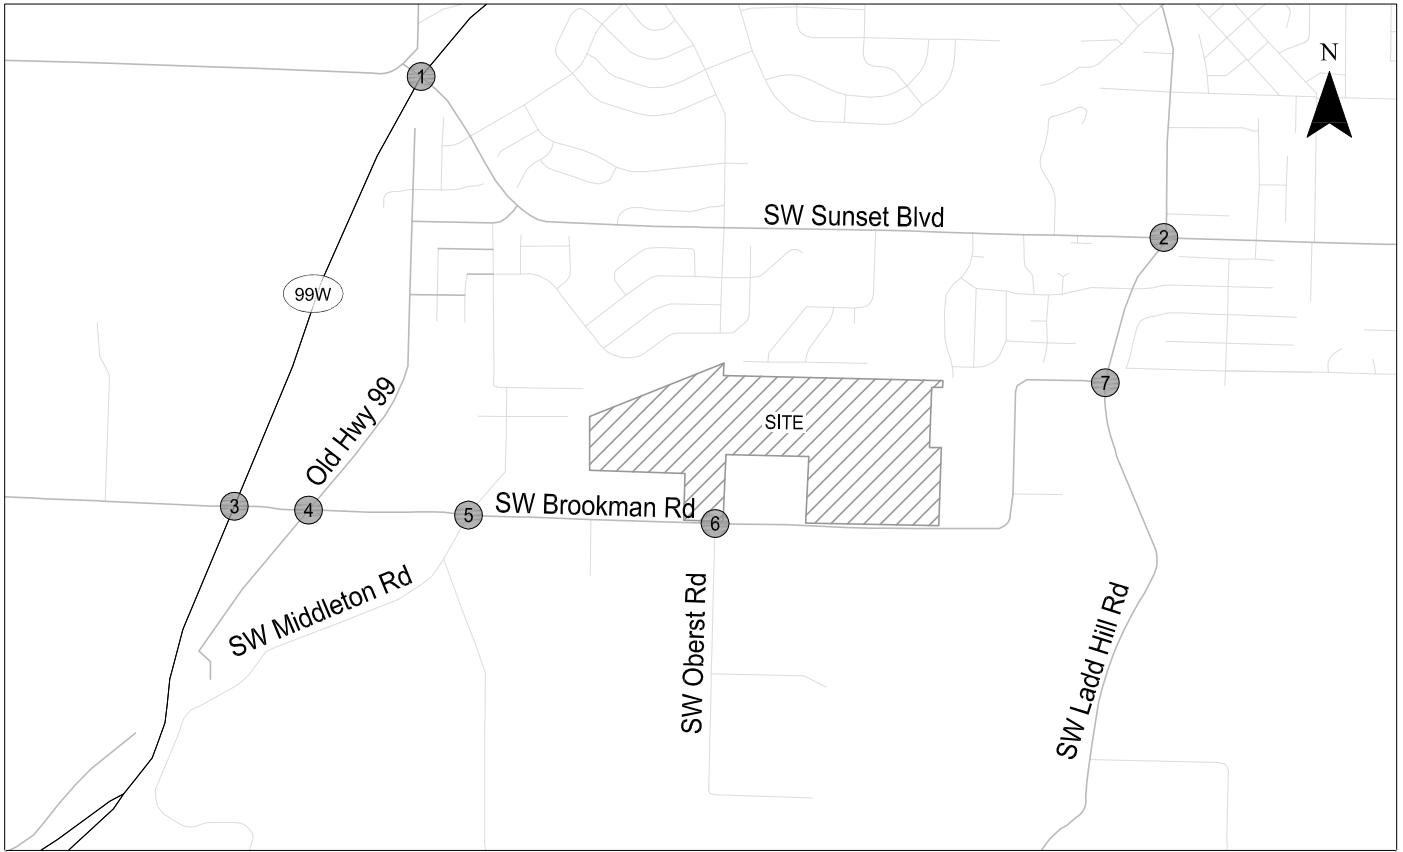 N
1
SW Sunset Blvd
2
99W
7
Old Hwy 99
SITE
3
4
5
SW Brookman Rd
6
SW Middleton Rd
SW Oberst Rd
SW Ladd Hill Rd